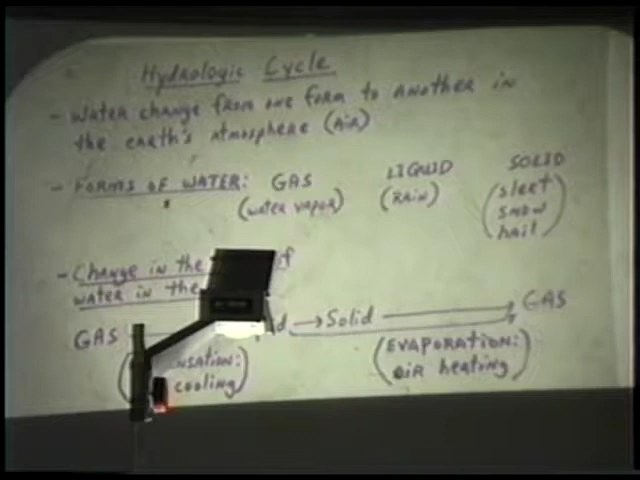 Hydrologic Cycle
- Water change from one form to another in
the earth's atmosphere (AIR)
- FORMS OF WATER: GAS LIQUID SOLID
(water vapor) (RAIN) (sleet
snow
hail)
- Change in the of
water in the
GAS → Solid → GAS
(EVAPORATION:
cooling) air heating)